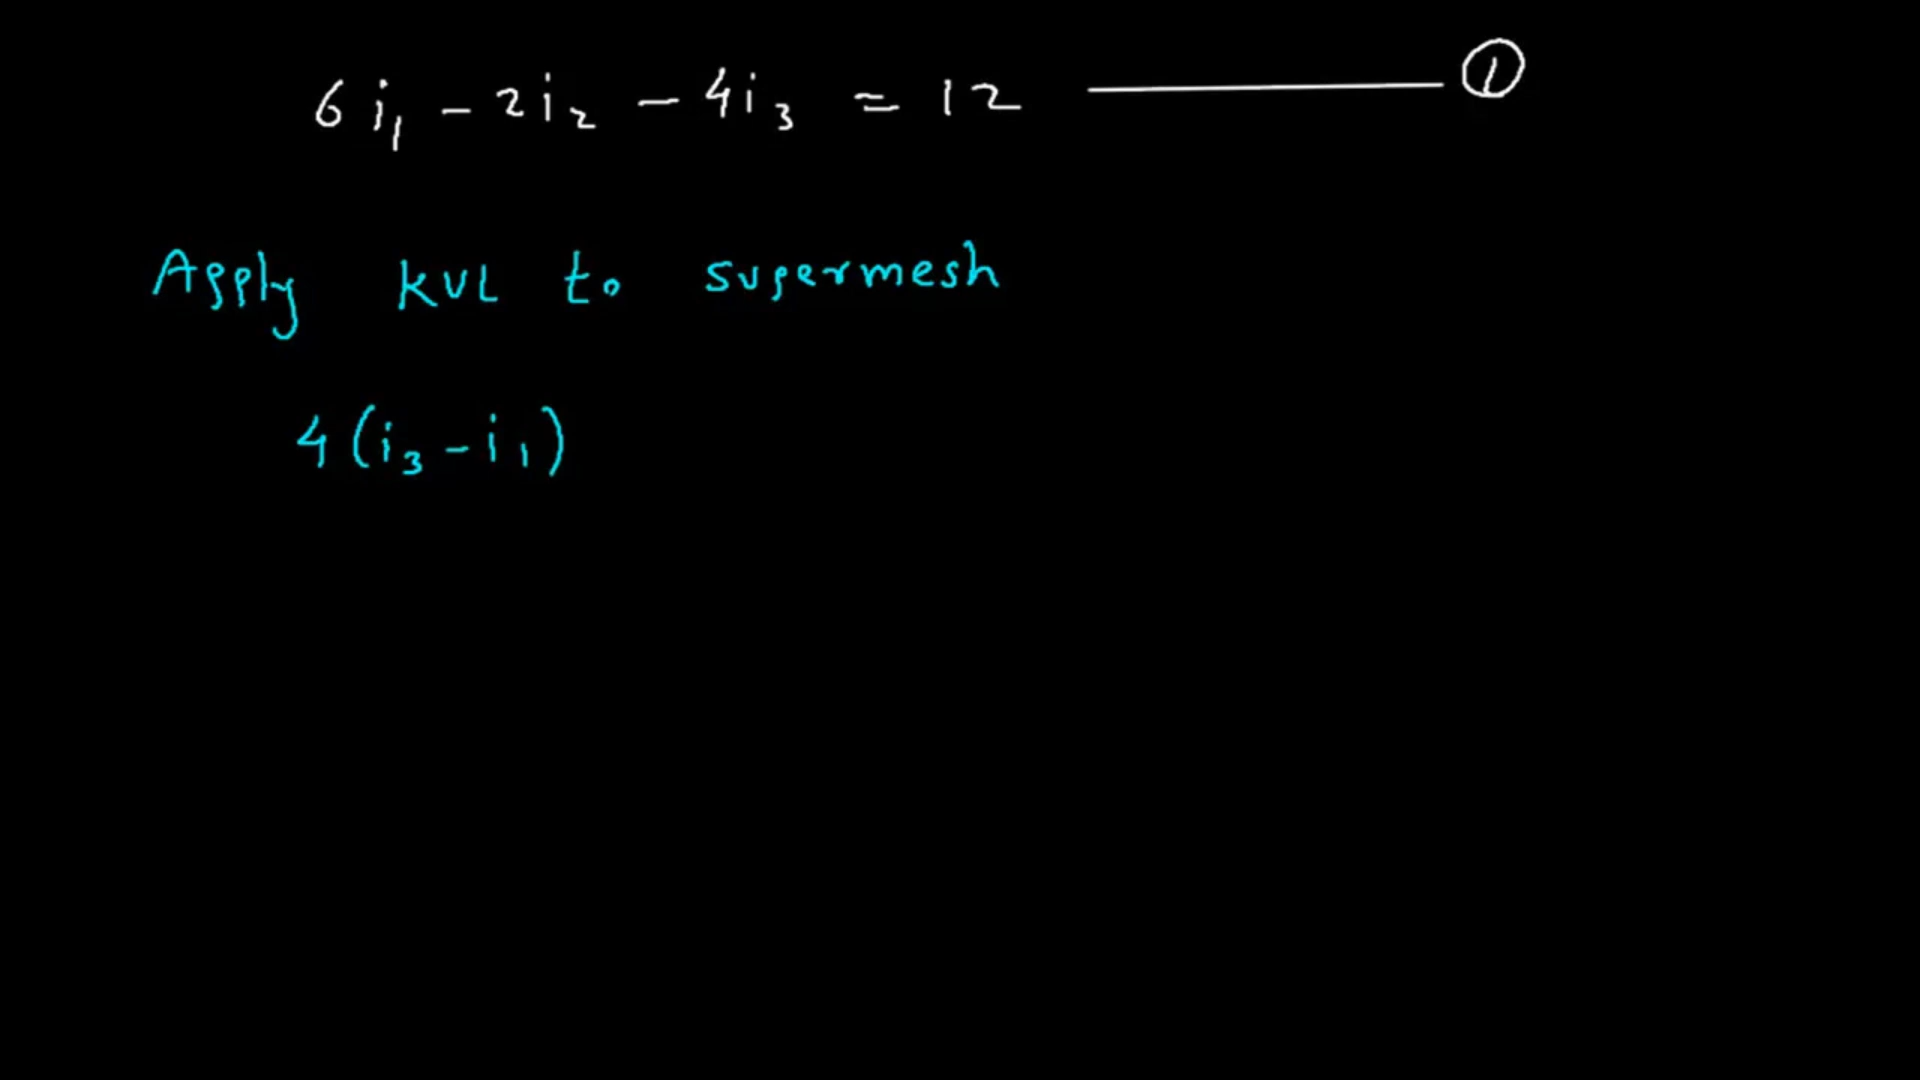 6i₁ - 2i₂ - 4i₃ = 12 ——— ①
Apply KVL to supermesh
4(i₃ - i₁)